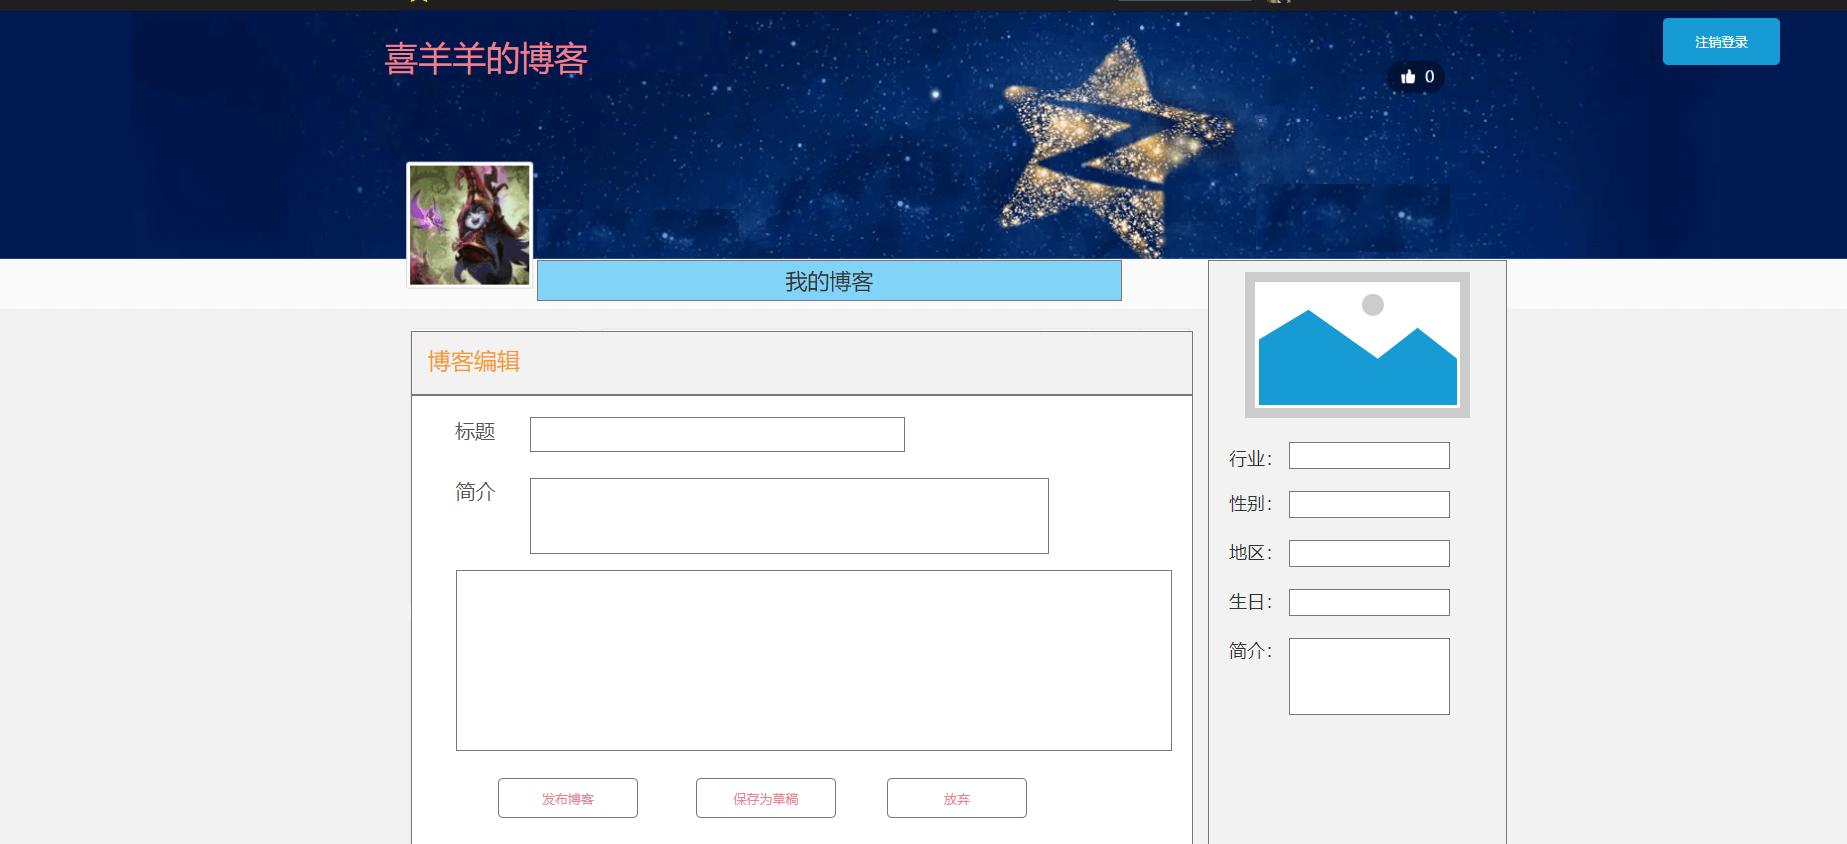 喜羊羊的博客
注销登录
0
我的博客
博客编辑
标题
简介
发布博客
保存为草稿
放弃
行业：
性别：
地区：
生日：
简介：